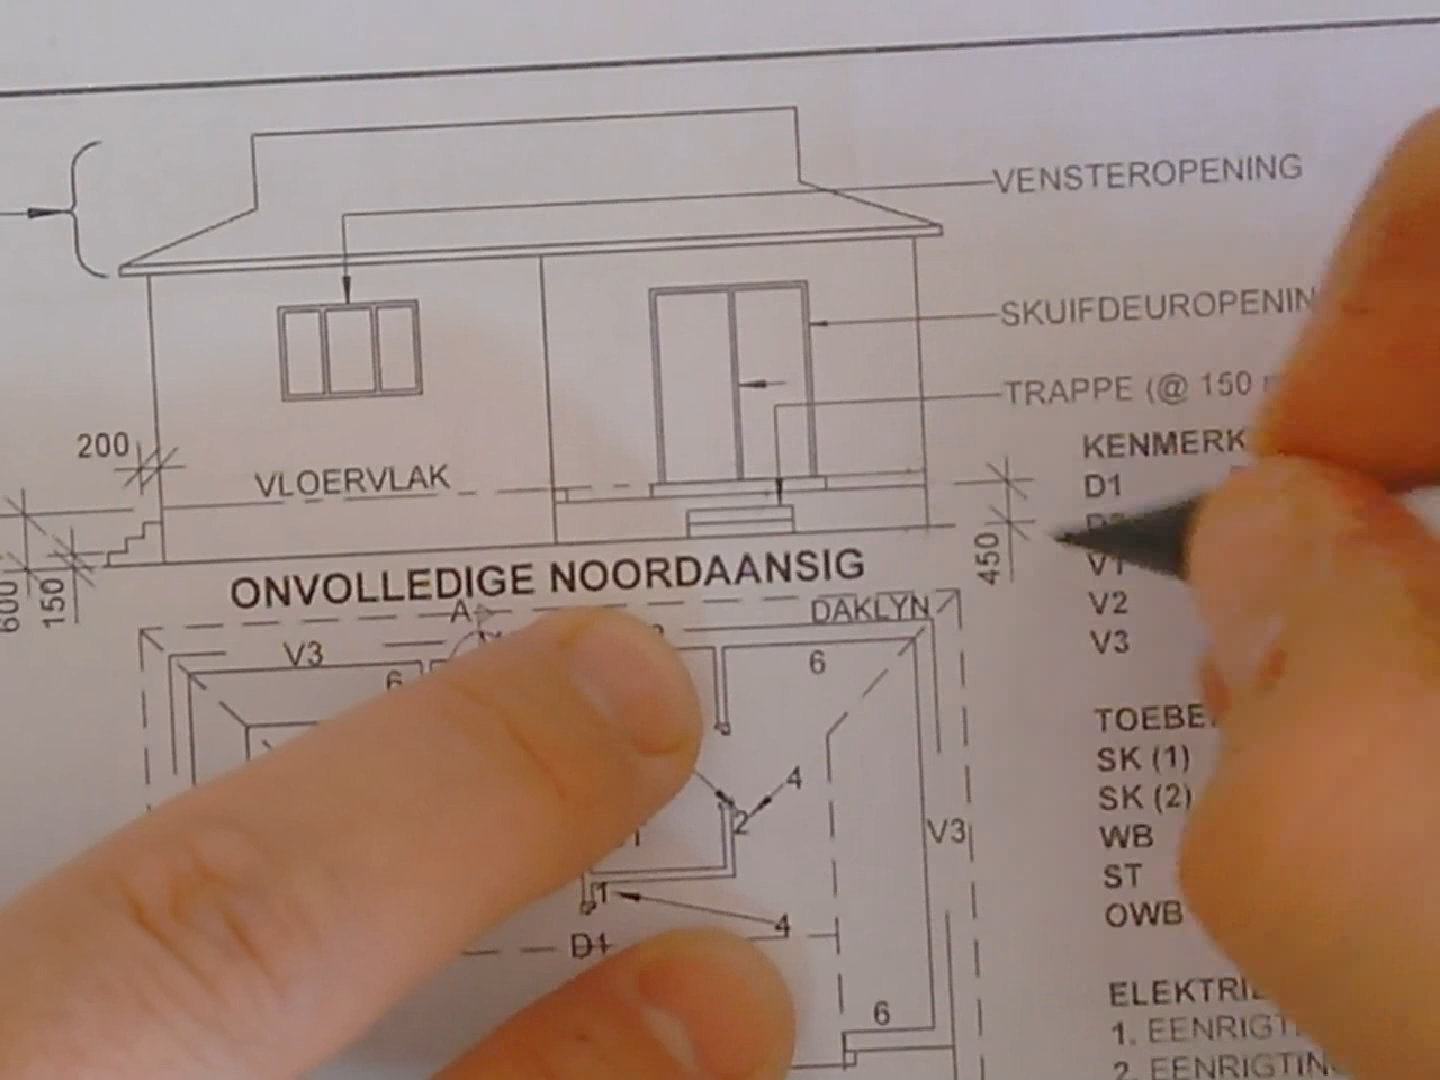 VENSTEROPENING
SKUIFDEUROPENIN
TRAPPE (@ 150
200
VLOERVLAK
KENMERK
D1
450
600
150
ONVOLLEDIGE NOORDAANSIG
V1
A
DAKLYN
V2
V3
6
6
V3
TOEBE
SK (1)
4
SK (2)
2
V3
WB
1
ST
4
OWB
D1
ELEKTRI
6
1. EENRIGT
2. EENRIGTIN